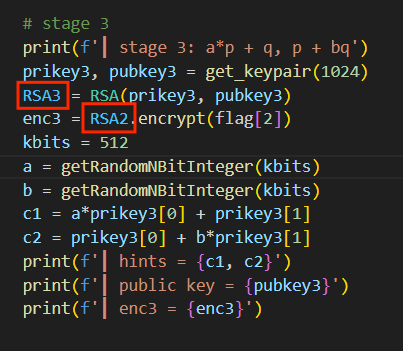 # stage 3
print(f'| stage 3: a*p + q, p + bq')
prikey3, pubkey3 = get_keypair(1024)
RSA3 = RSA(prikey3, pubkey3)
enc3 = RSA2.encrypt(flag[2])
kbits = 512
a = getRandomNBitInteger(kbits)
b = getRandomNBitInteger(kbits)
c1 = a*prikey3[0] + prikey3[1]
c2 = prikey3[0] + b*prikey3[1]
print(f'| hints = {c1, c2}')
print(f'| public key = {pubkey3}')
print(f'| enc3 = {enc3}')